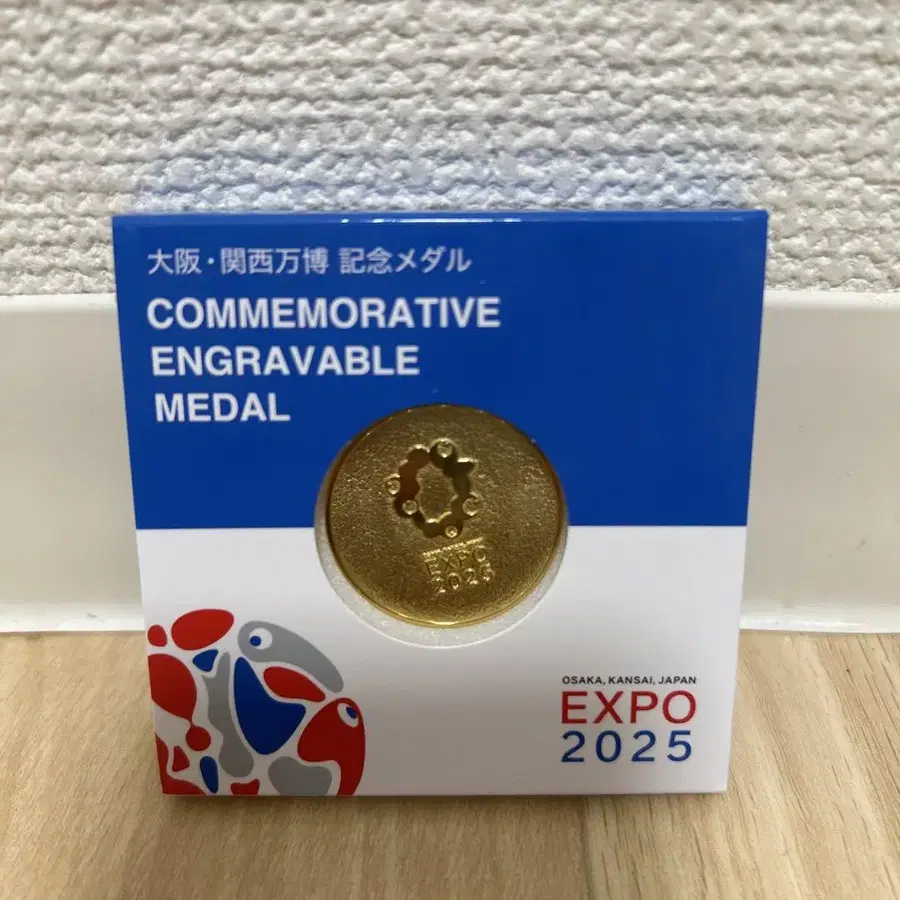 大阪・関西万博 記念メダル
COMMEMORATIVE
ENGRAVABLE
MEDAL
EXPO
2025
OSAKA, KANSAI, JAPAN
EXPO
2025